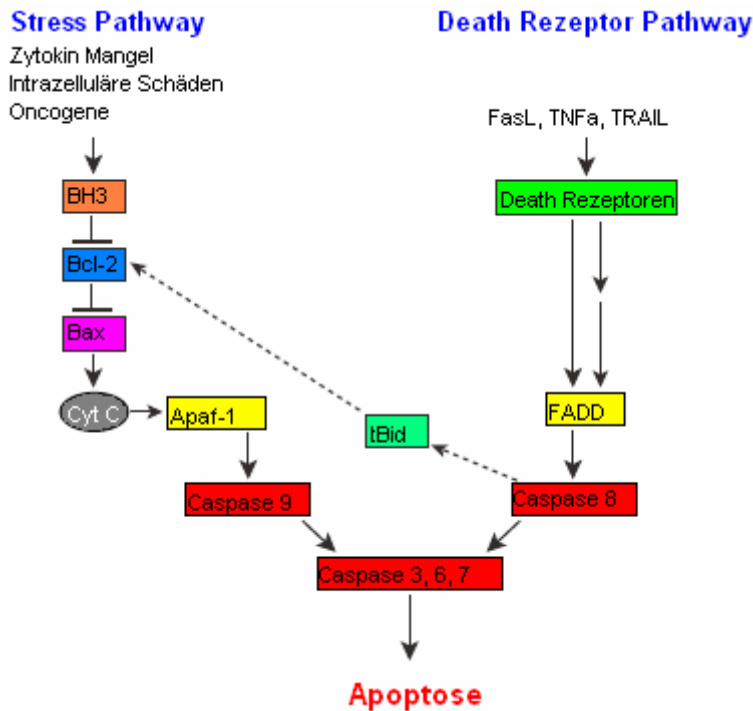 Stress Pathway
Zytokin Mangel
Intrazelluläre Schäden
Oncogene
BH3
Bcl-2
Bax
Cyt C
Apaf-1
Caspase 9
Death Rezeptor Pathway
FasL, TNFa, TRAIL
Death Rezeptoren
FADD
tBid
Caspase 8
Caspase 3, 6, 7
Apoptose